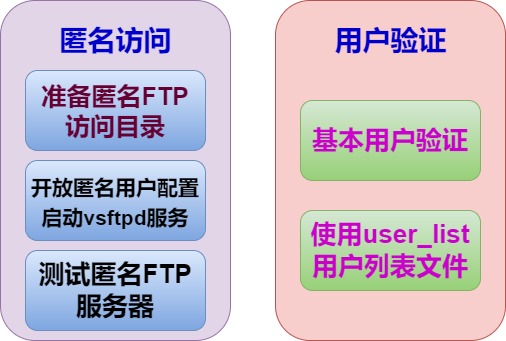 匿名访问
准备匿名FTP
访问目录
开放匿名用户配置
启动vsftpd服务
测试匿名FTP
服务器
用户验证
基本用户验证
使用user_list
用户列表文件